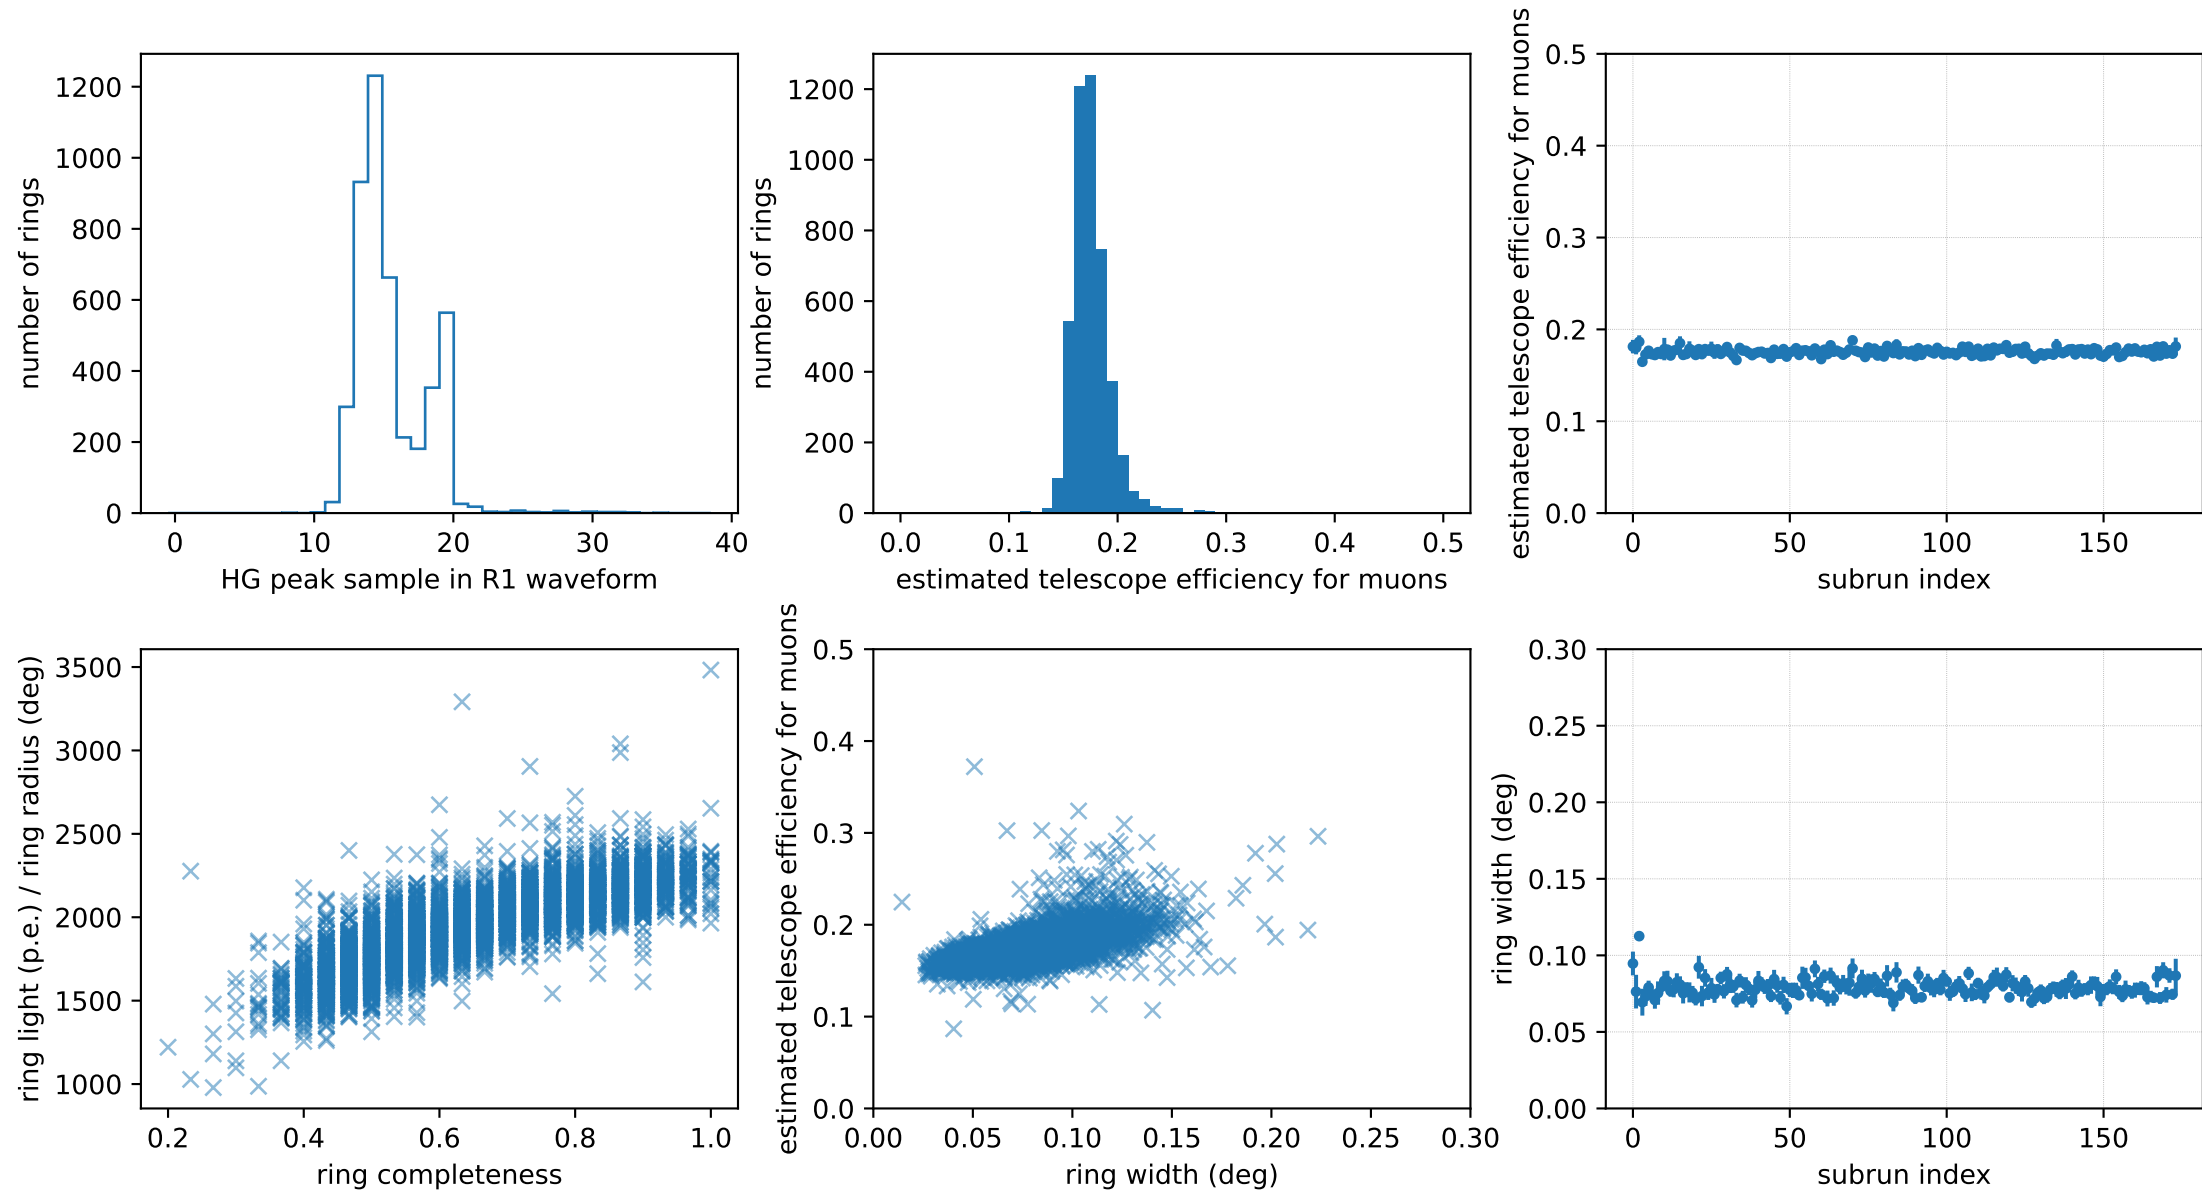 number of rings
1200
1000
800
600
400
200
0
0 10 20 30 40
HG peak sample in R1 waveform
number of rings
1200
1000
800
600
400
200
0
0.0 0.1 0.2 0.3 0.4 0.5
estimated telescope efficiency for muons
estimated telescope efficiency for muons
0.5
0.4
0.3
0.2
0.1
0.0
0 50 100 150
subrun index
ring light (p.e.) / ring radius (deg)
3500
3000
2500
2000
1500
1000
0.2 0.4 0.6 0.8 1.0
ring completeness
estimated telescope efficiency for muons
0.5
0.4
0.3
0.2
0.1
0.0
0.00 0.05 0.10 0.15 0.20 0.25 0.30
ring width (deg)
ring width (deg)
0.30
0.25
0.20
0.15
0.10
0.05
0.00
0 50 100 150
subrun index